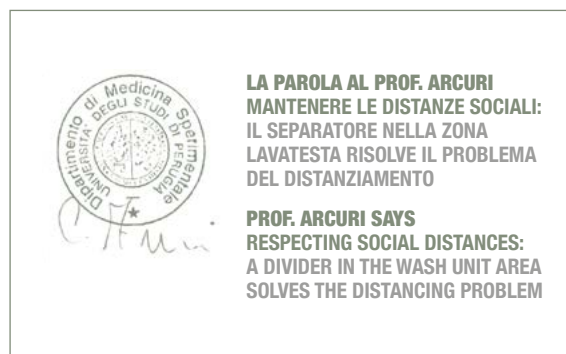 Dipartimento di Medicina Sperimentale
UNIVERSITA' DEGLI STUDI DI PERUGIA
LA PAROLA AL PROF. ARCURI
MANTENERE LE DISTANZE SOCIALI:
IL SEPARATORE NELLA ZONA
LAVATESTA RISOLVE IL PROBLEMA
DEL DISTANZIAMENTO
PROF. ARCURI SAYS
RESPECTING SOCIAL DISTANCES:
A DIVIDER IN THE WASH UNIT AREA
SOLVES THE DISTANCING PROBLEM